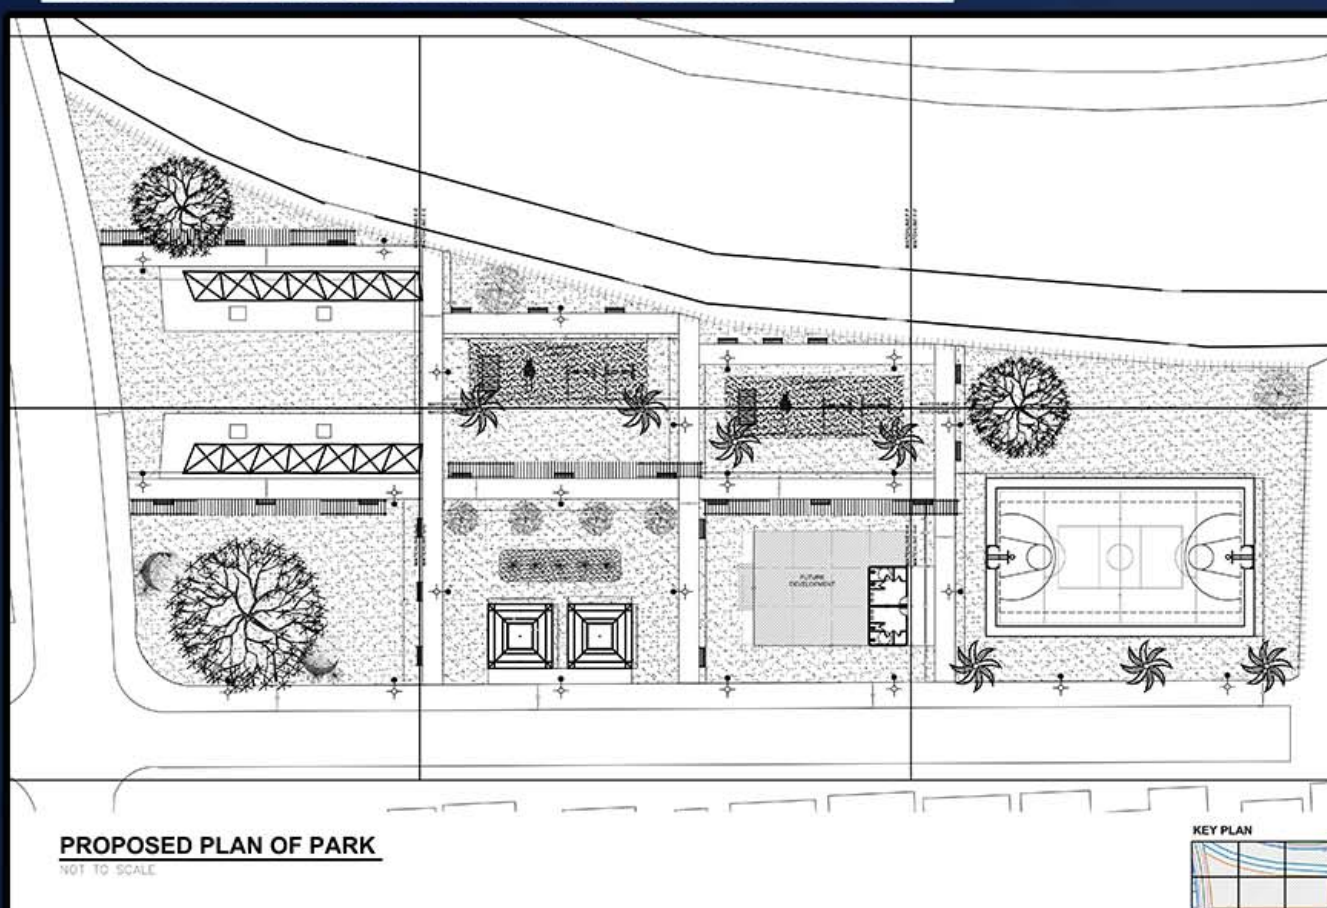 FUTURE
DEVELOPMENT
PROPOSED PLAN OF PARK
NOT TO SCALE
KEY PLAN